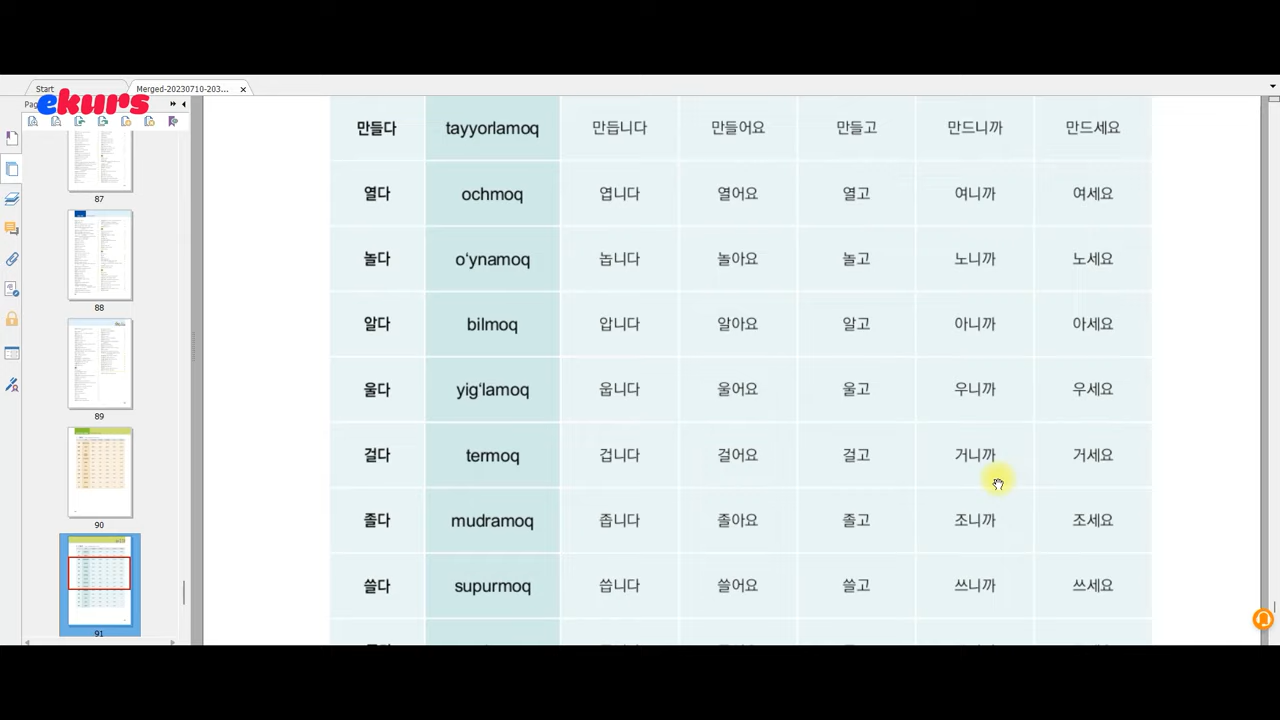 Start
Merged-20230710-203...
ekurs
87
88
89
90
91
만들다 tayyorlamoq 만듭니다 만들어요 만들고 만드니까 만드세요
열다 ochmoq 엽니다 열어요 열고 여니까 여세요
놀다 o‘ynamoq 놉니다 놀아요 놀고 노니까 노세요
알다 bilmoq 압니다 알아요 알고 아니까 아세요
울다 yig‘lamoq 웁니다 울어요 울고 우니까 우세요
걸다 termoq 겁니다 걸어요 걸고 거니까 거세요
졸다 mudramoq 좁니다 졸아요 졸고 조니까 조세요
쓸다 supurmoq 씁니다 쓸어요 쓸고 쓰니까 쓰세요